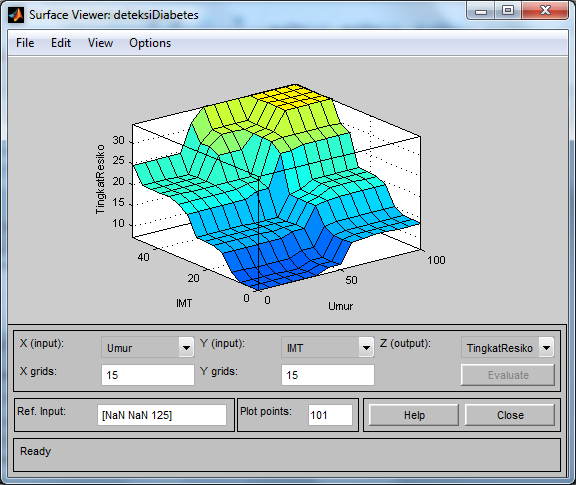 Surface Viewer: deteksiDiabetes
File Edit View Options
30
25
20
15
10
TingkatResiko
40
20
0
IMT
0
50
100
Umur
X (input): Umur Y (input): IMT Z (output): TingkatResiko
X grids: 15 Y grids: 15 Evaluate
Ref. Input: [NaN NaN 125] Plot points: 101 Help Close
Ready